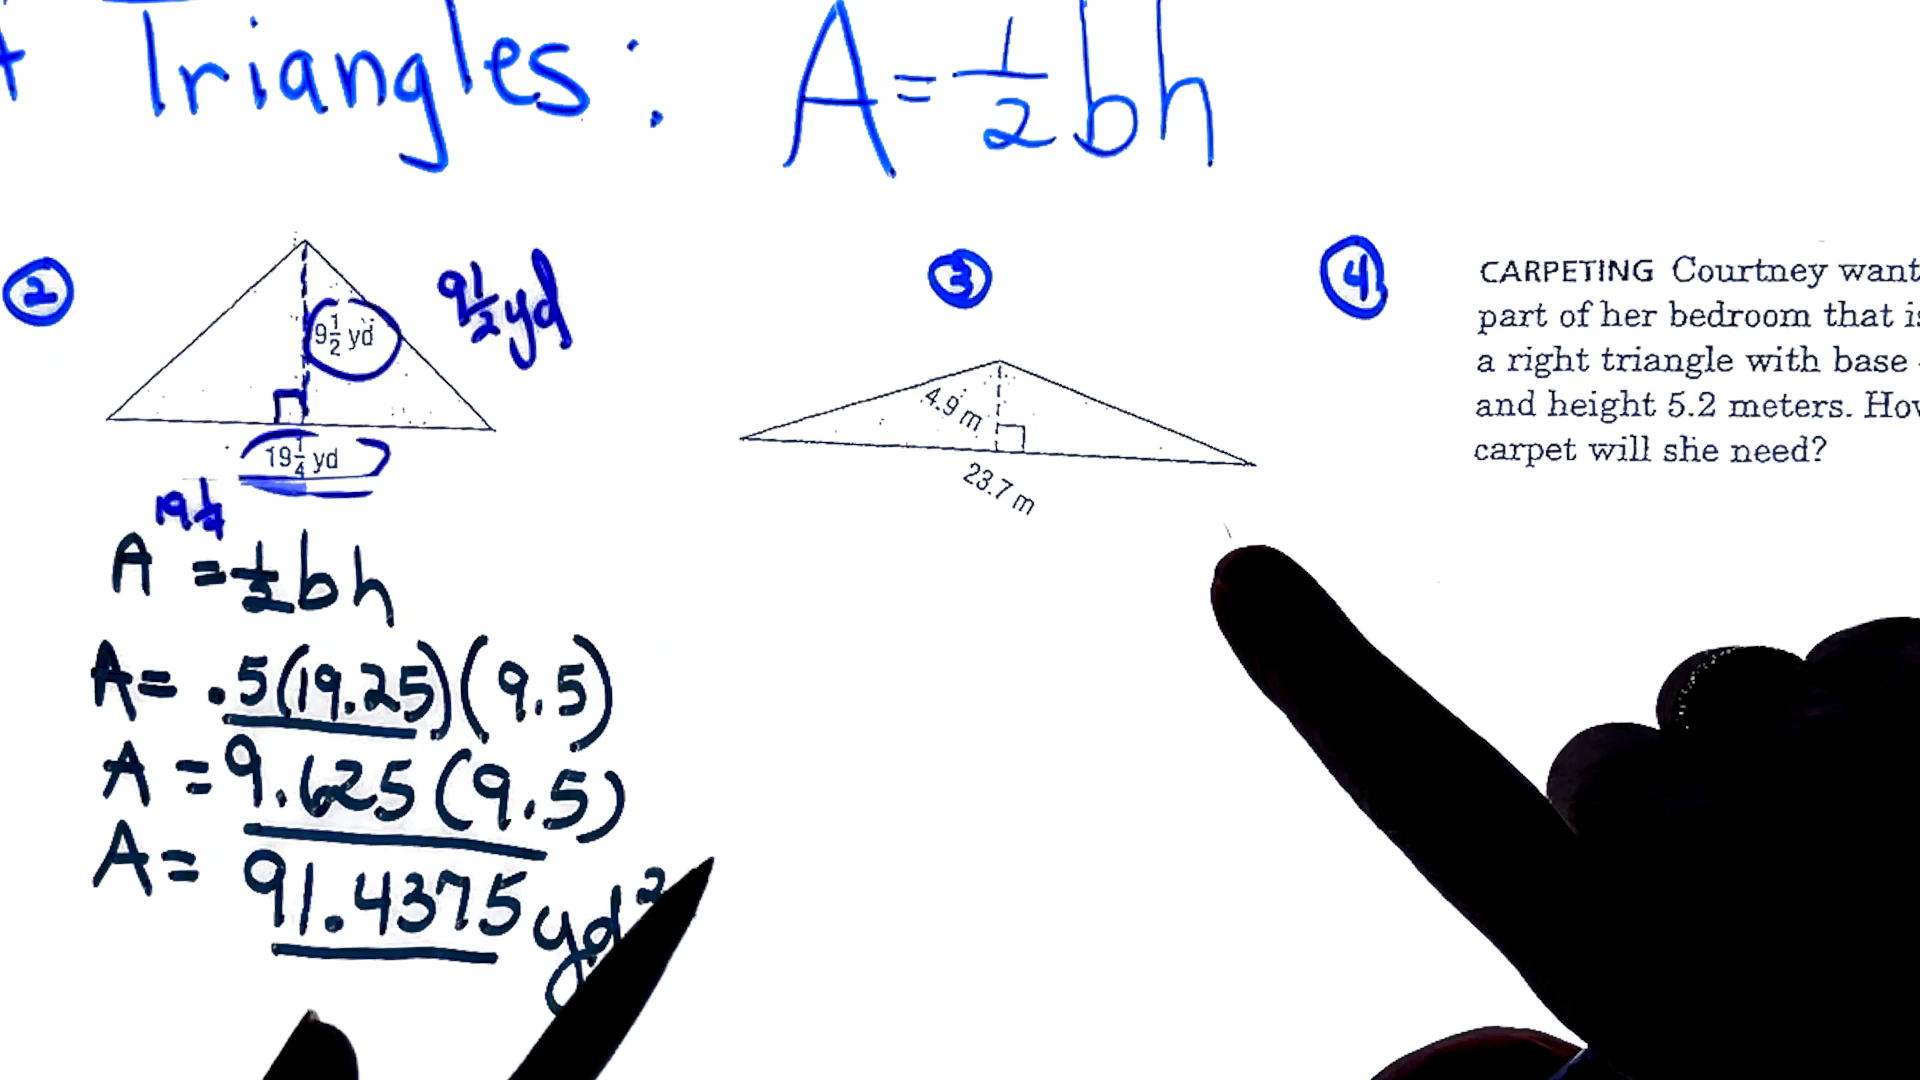 Triangles: A=½bh
2
9½ yd
9½ yd
19¼ yd
19¼
A = ½bh
A= .5(19.25)(9.5)
A = 9.625(9.5)
A= 91.4375 yd²
3
4.9 m
23.7 m
4
CARPETING Courtney want
part of her bedroom that is
a right triangle with base
and height 5.2 meters. How
carpet will she need?